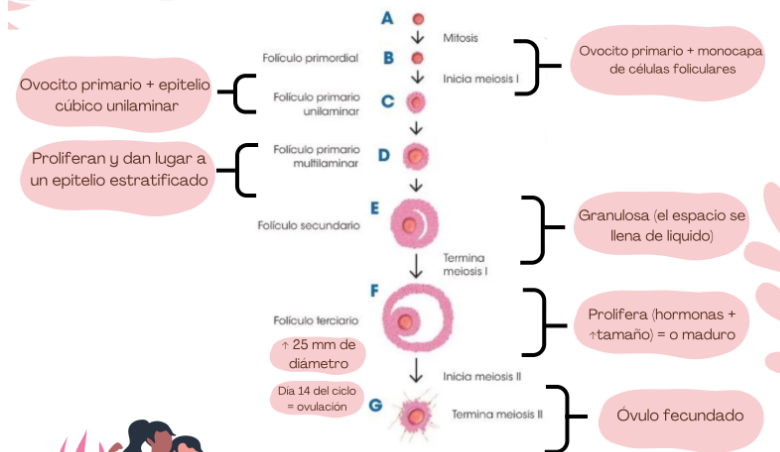 A
Mitosis
Folículo primordial
B
Inicia meiosis I
Ovocito primario + monocapa
de células foliculares
Ovocito primario + epitelio
cúbico unilaminar
Folículo primario
unilaminar
C
Proliferan y dan lugar a
un epitelio estratificado
Folículo primario
multilaminar
D
E
Folículo secundario
Granulosa (el espacio se
llena de liquido)
Termina
meiosis I
F
Folículo terciario
Prolifera (hormonas +
↑tamaño) = o maduro
↑ 25 mm de
diámetro
Inicia meiosis II
Día 14 del ciclo
= ovulación
G
Termina meiosis II
Óvulo fecundado